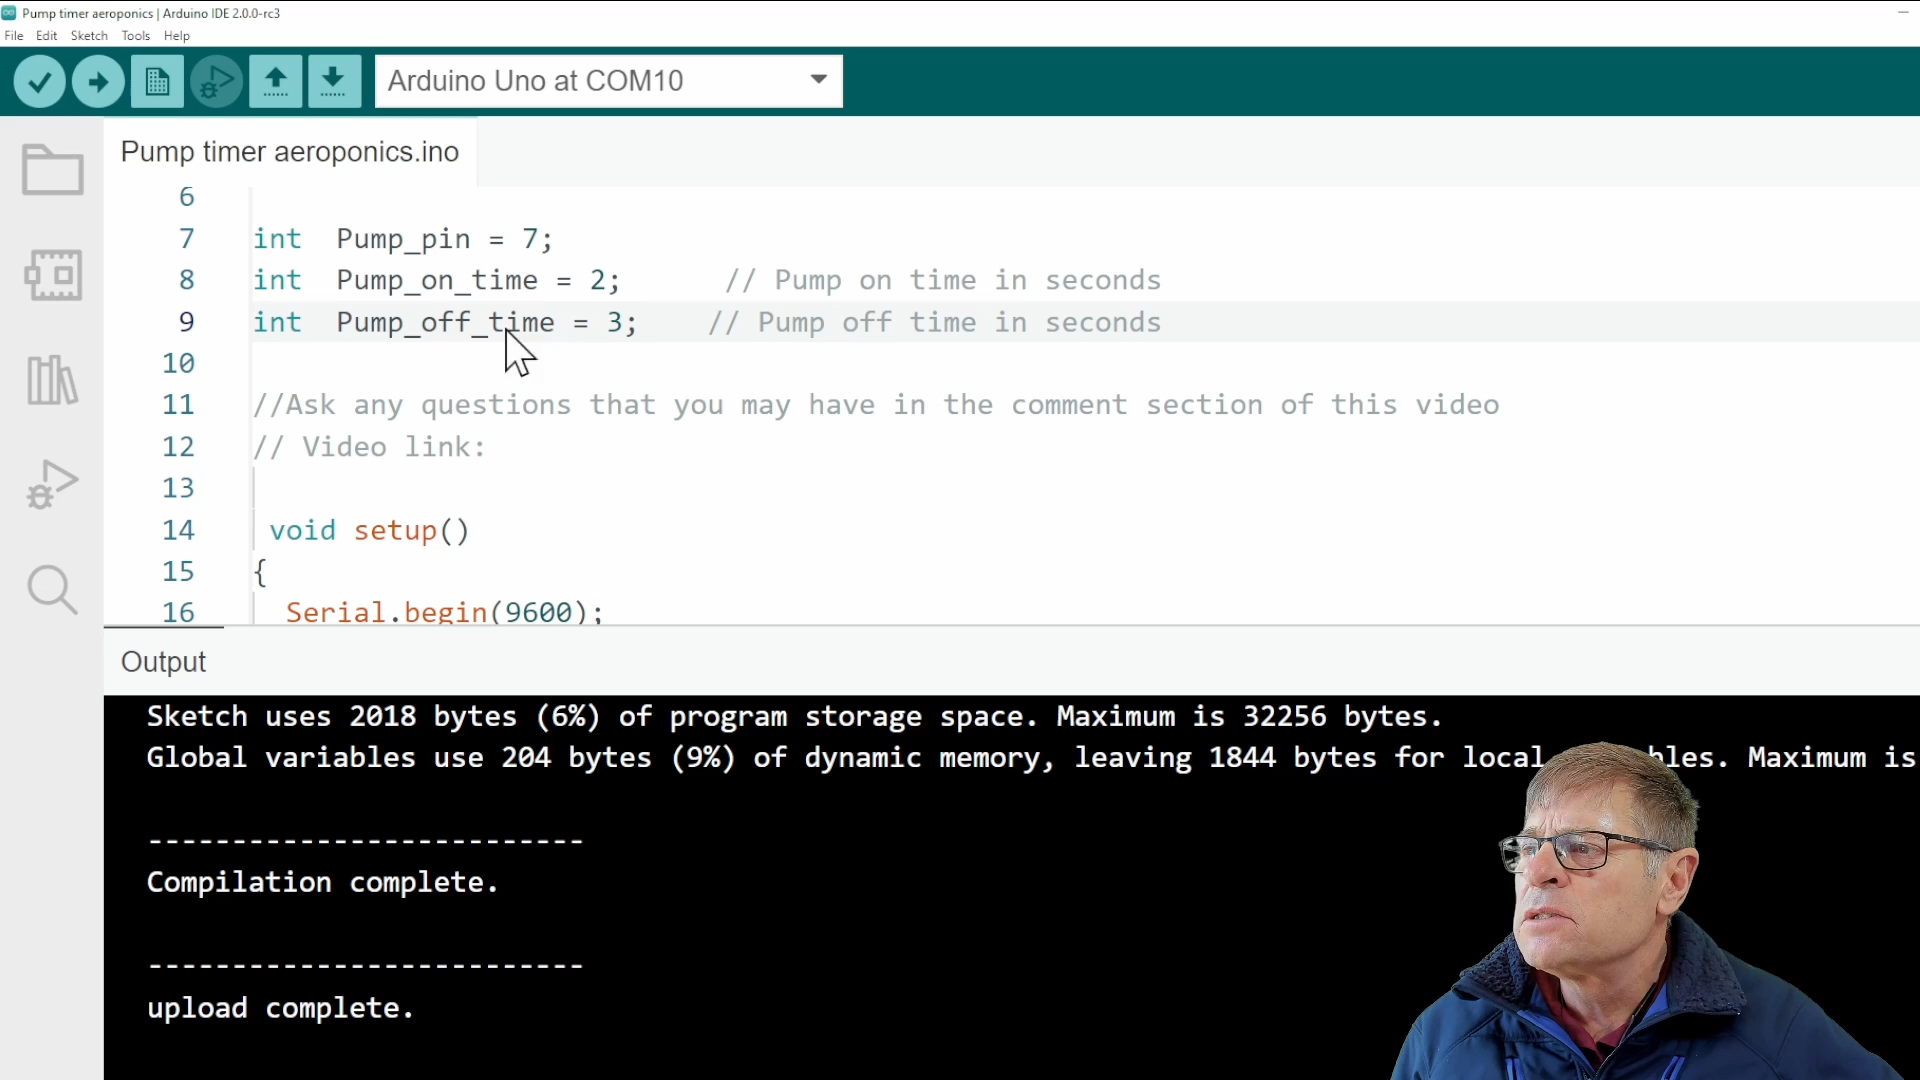 Pump timer aeroponics | Arduino IDE 2.0.0-rc3
File Edit Sketch Tools Help
Arduino Uno at COM10
Pump timer aeroponics.ino
6
7 int Pump_pin = 7;
8 int Pump_on_time = 2; // Pump on time in seconds
9 int Pump_off_time = 3; // Pump off time in seconds
10
11 //Ask any questions that you may have in the comment section of this video
12 // Video link:
13
14 void setup()
15 {
16 Serial.begin(9600);
Output
Sketch uses 2018 bytes (6%) of program storage space. Maximum is 32256 bytes.
Global variables use 204 bytes (9%) of dynamic memory, leaving 1844 bytes for local. Maximum is
--------------------------
Compilation complete.
--------------------------
upload complete.